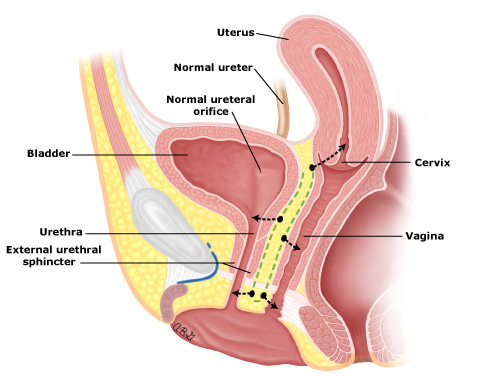 Uterus
Normal ureter
Normal ureteral
orifice
Bladder
Cervix
Urethra
Vagina
External urethral
sphincter